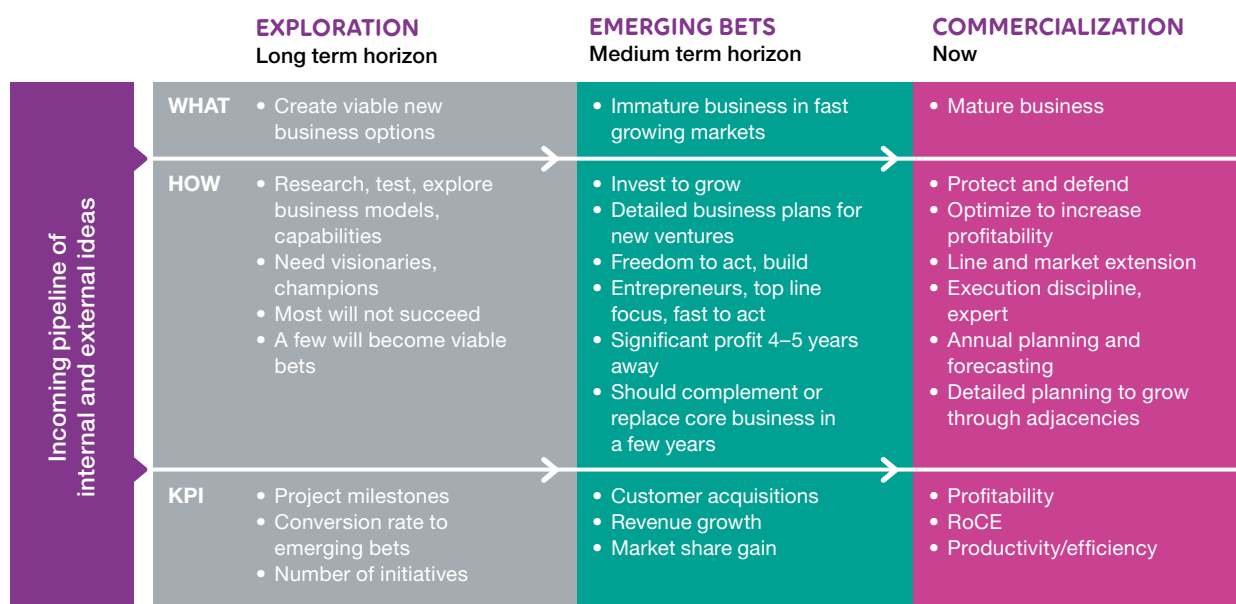 EXPLORATION
Long term horizon
EMERGING BETS
Medium term horizon
COMMERCIALIZATION
Now
Incoming pipeline of
internal and external ideas
WHAT
• Create viable new
business options
• Immature business in fast
growing markets
• Mature business
HOW
• Research, test, explore
business models,
capabilities
• Need visionaries,
champions
• Most will not succeed
• A few will become viable
bets
• Invest to grow
• Detailed business plans for
new ventures
• Freedom to act, build
• Entrepreneurs, top line
focus, fast to act
• Significant profit 4–5 years
away
• Should complement or
replace core business in
a few years
• Protect and defend
• Optimize to increase
profitability
• Line and market extension
• Execution discipline,
expert
• Annual planning and
forecasting
• Detailed planning to grow
through adjacencies
KPI
• Project milestones
• Conversion rate to
emerging bets
• Number of initiatives
• Customer acquisitions
• Revenue growth
• Market share gain
• Profitability
• RoCE
• Productivity/efficiency